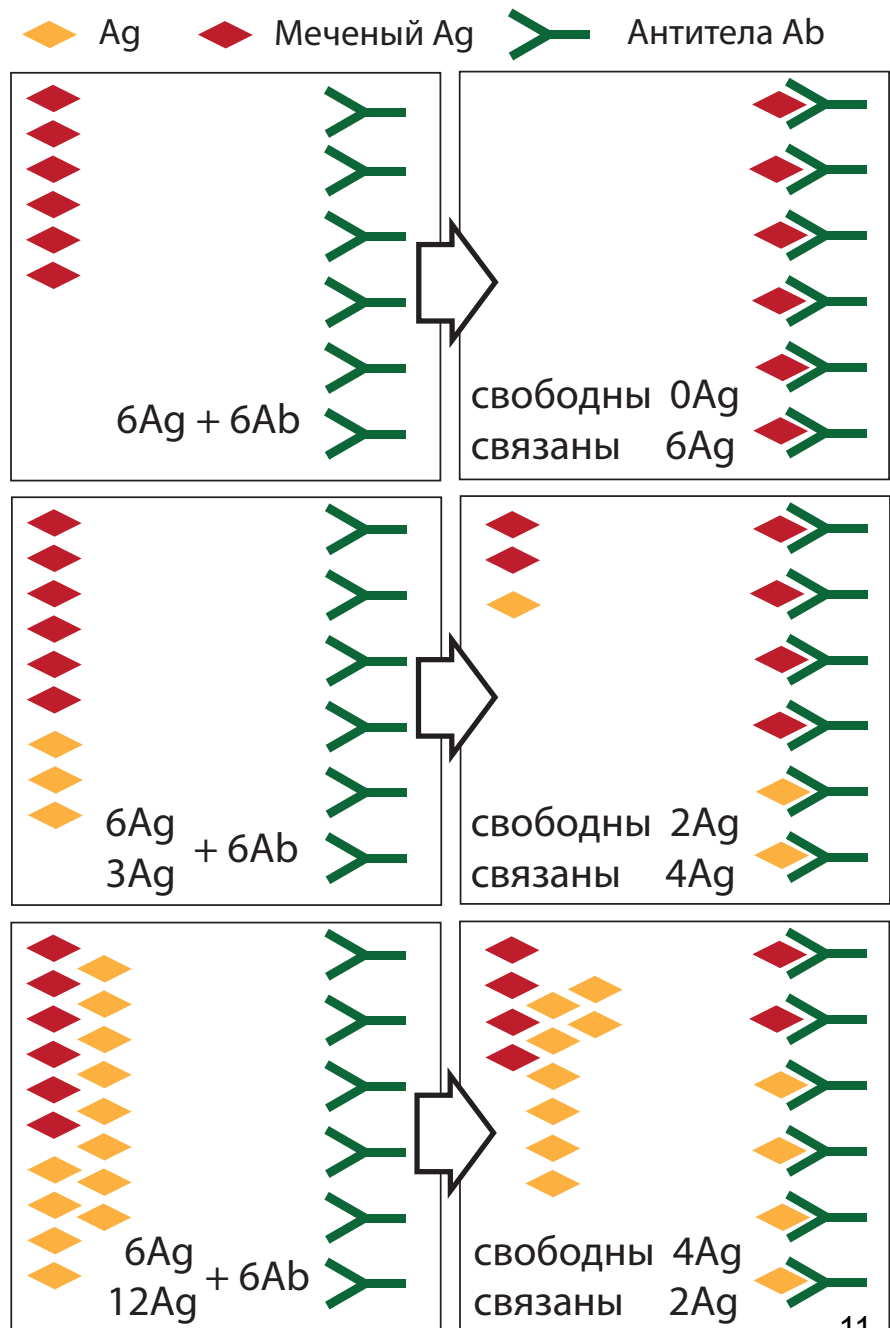 Ag Меченый Ag Антитела Ab
6Ag + 6Ab
свободны 0Ag
связаны 6Ag
6Ag
3Ag + 6Ab
свободны 2Ag
связаны 4Ag
6Ag
12Ag + 6Ab
свободны 4Ag
связаны 2Ag
11